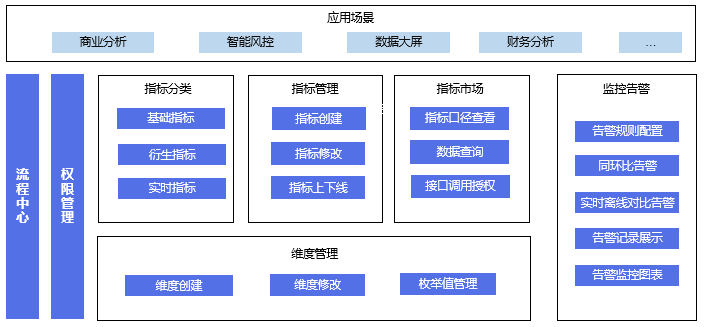 应用场景
商业分析
智能风控
数据大屏
财务分析
...
流程中心
权限管理
指标分类
基础指标
衍生指标
实时指标
指标管理
指标创建
指标修改
指标上下线
指标市场
指标口径查看
数据查询
接口调用授权
维度管理
维度创建
维度修改
枚举值管理
监控告警
告警规则配置
同环比告警
实时离线对比告警
告警记录展示
告警监控图表